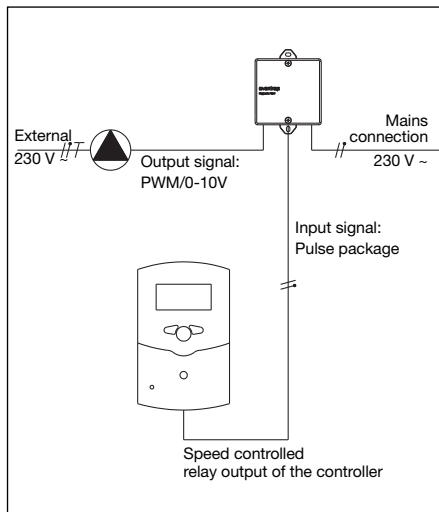 External
230 V ~
Output signal:
PWM/0-10V
Mains
connection
230 V ~
Input signal:
Pulse package
Speed controlled
relay output of the controller